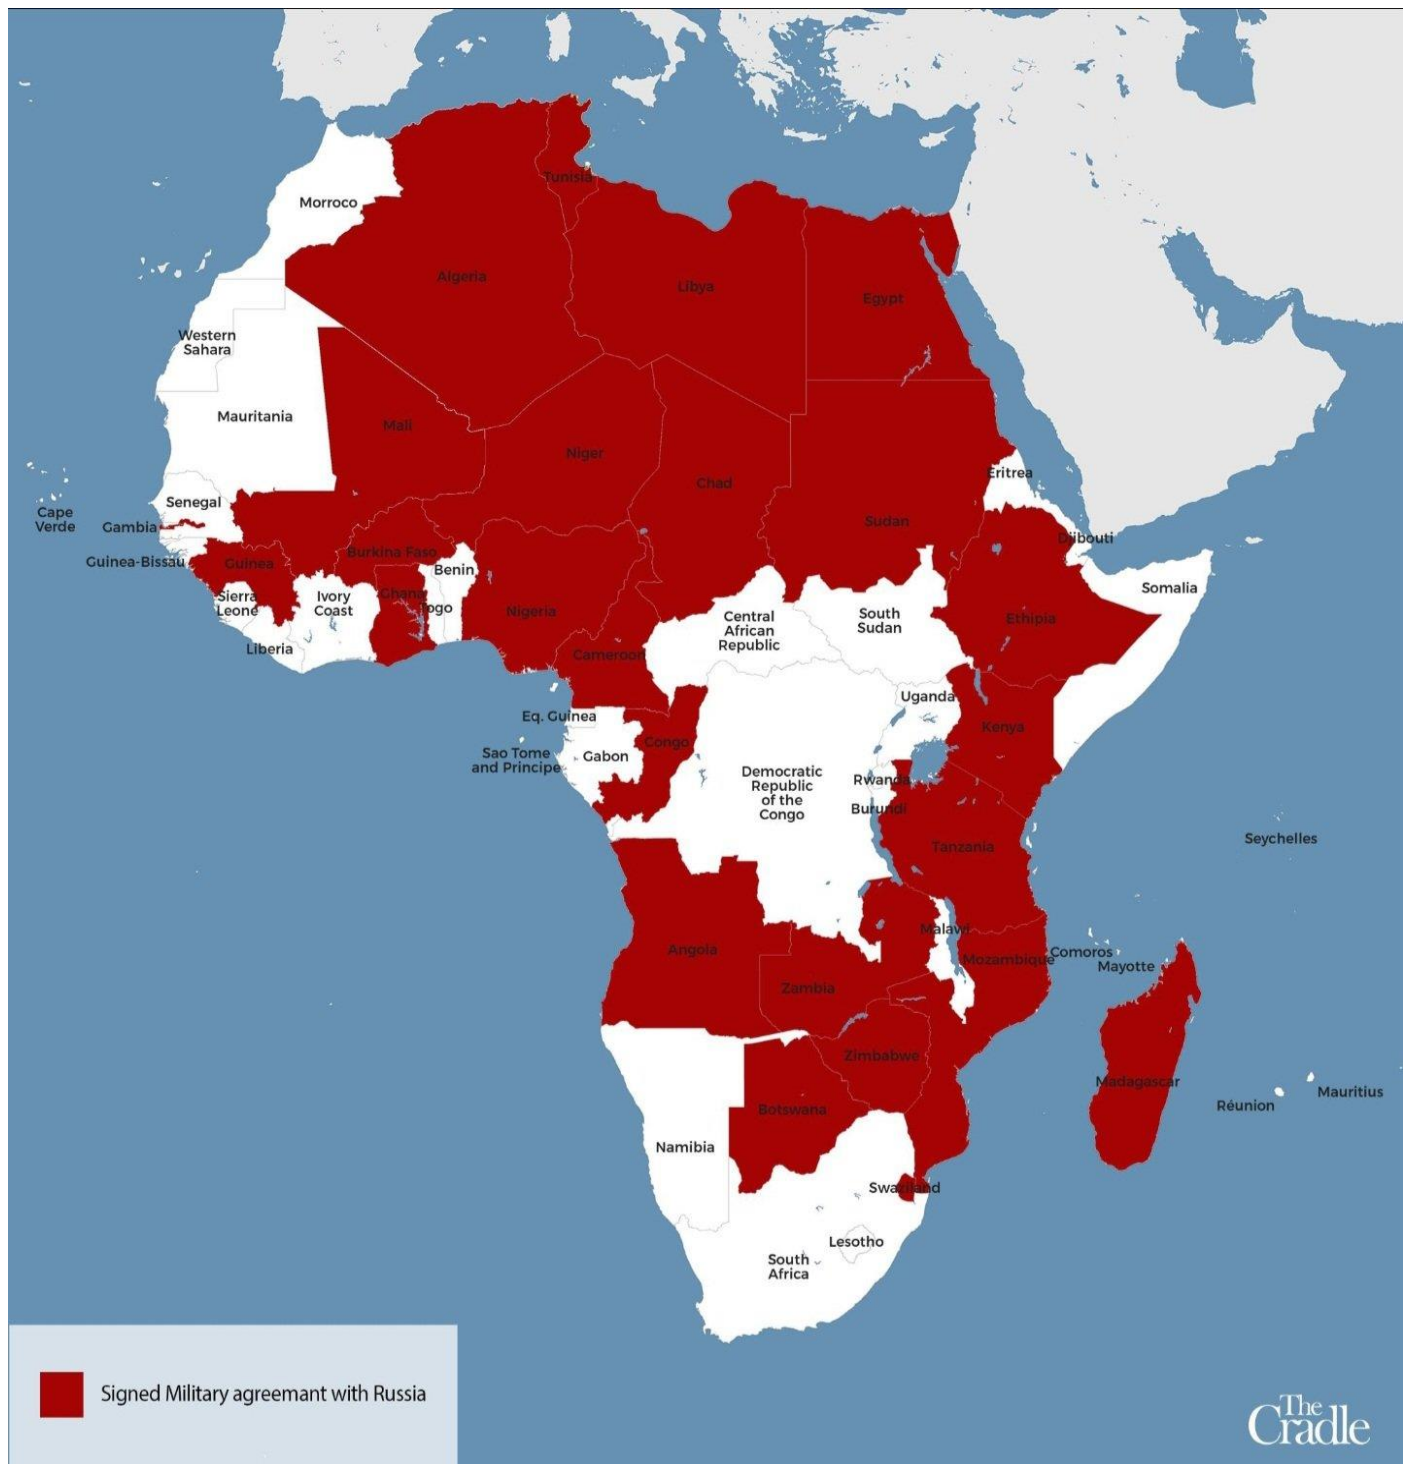 Tunisia
Morroco
Algeria
Libya
Egypt
Western
Sahara
Mauritania
Mali
Niger
Chad
Eritrea
Senegal
Cape
Verde
Gambia
Sudan
Djibouti
Guinea-Bissau
Guinea
Burkina Faso
Benin
Somalia
Sierra
Leone
Ivory
Coast
Ghana
Togo
Nigeria
Central
African
Republic
South
Sudan
Ethipia
Liberia
Cameroon
Uganda
Eq. Guinea
Kenya
Sao Tome
and Principe
Gabon
Congo
Democratic
Republic
of the
Congo
Rwanda
Burundi
Seychelles
Tanzania
Angola
Malawi
Mozambique
Comoros
Mayotte
Zambia
Zimbabwe
Madagascar
Réunion
Mauritius
Botswana
Namibia
Swaziland
Lesotho
South
Africa
Signed Military agreemant with Russia
The
Cradle